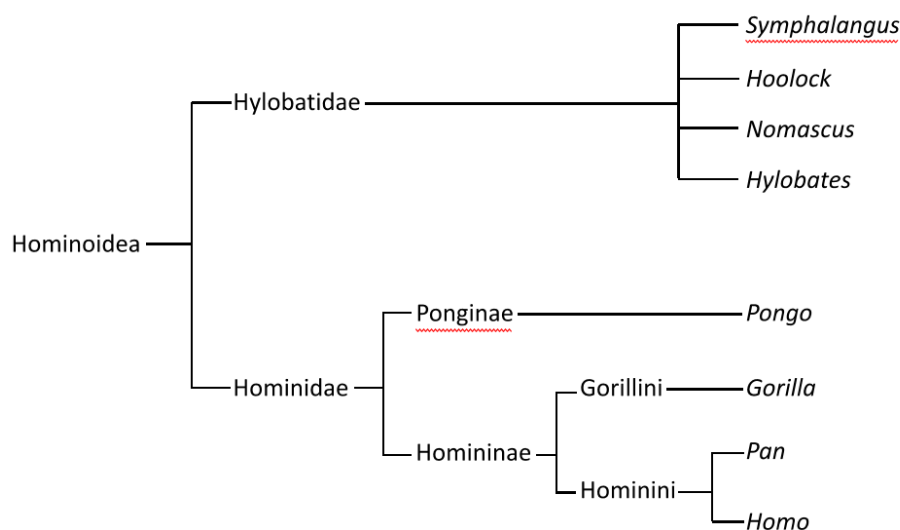 Symphalangus
Hoolock
Hylobatidae
Nomascus
Hylobates
Hominoidea
Ponginae
Pongo
Hominidae
Gorillini
Gorilla
Homininae
Pan
Hominini
Homo